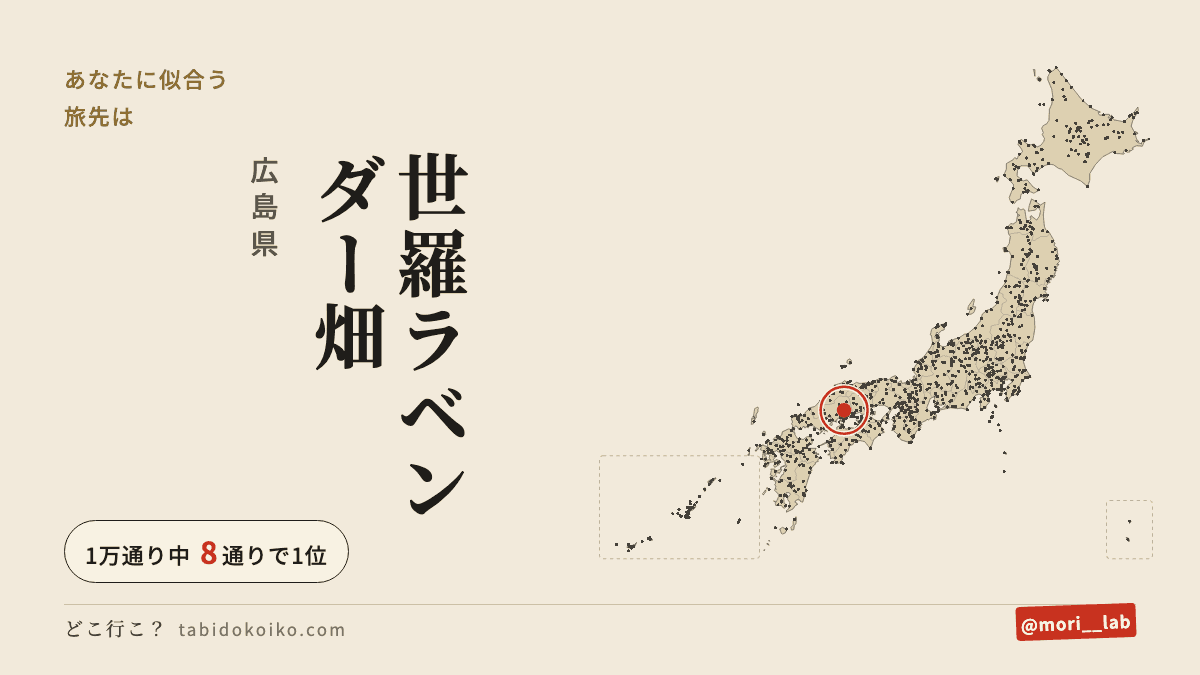 あなたに似合う
旅先は
世羅ラベン
ダー畑
広島県
1万通り中 8通りで1位
どこ行こ？ tabidokoiko.com
@mori__lab